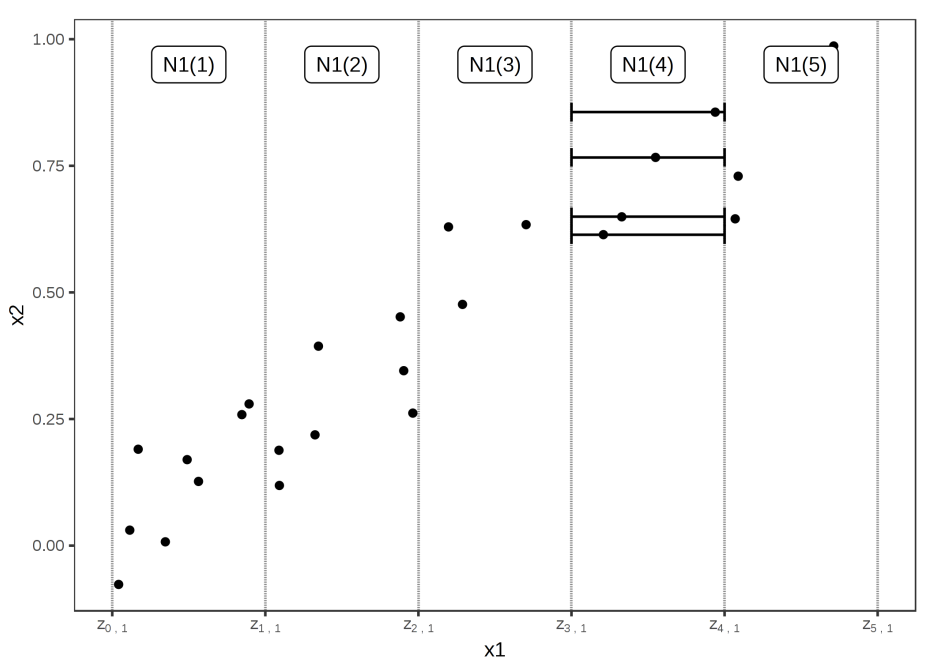 1.00
0.75
0.50
0.25
0.00
x2
N1(1) N1(2) N1(3) N1(4) N1(5)
z0 , 1 z1 , 1 z2 , 1 z3 , 1 z4 , 1 z5 , 1
x1